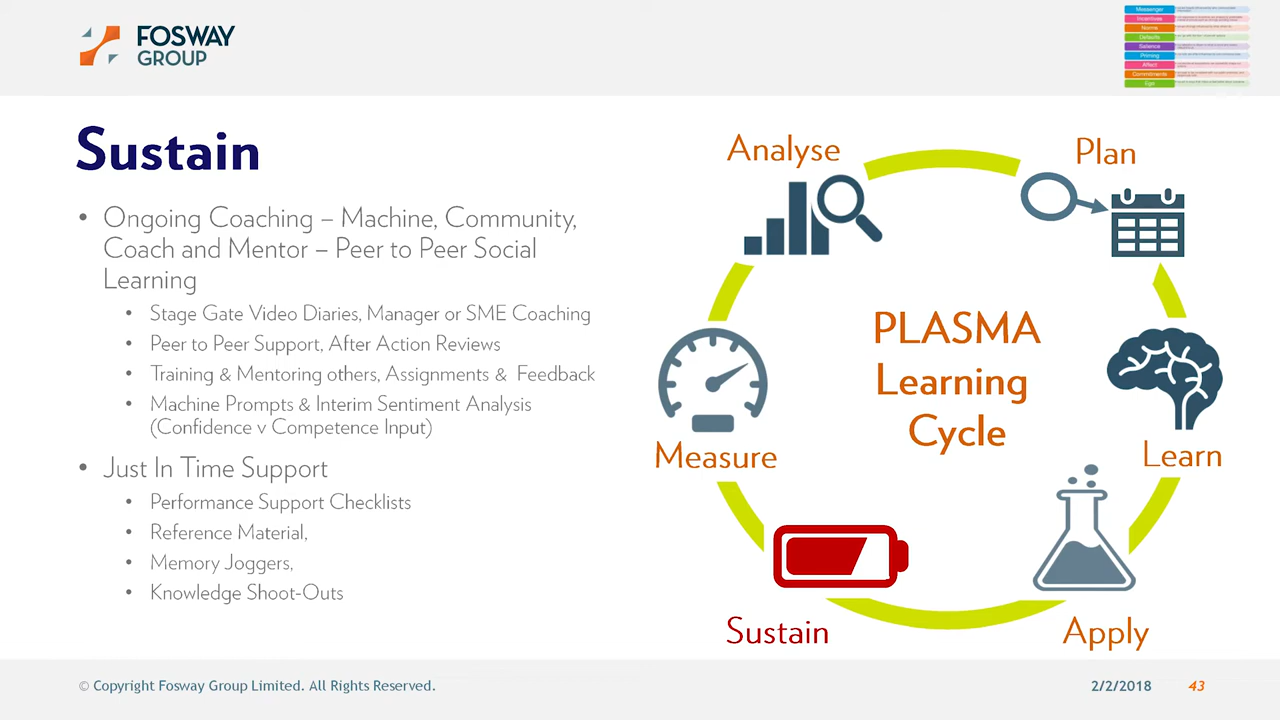 FOSWAY
GROUP
Messenger
Incentives
Norms
Defaults
Salience
Priming
Affect
Commitments
Ego
Sustain
• Ongoing Coaching – Machine, Community,
Coach and Mentor – Peer to Peer Social
Learning
• Stage Gate Video Diaries, Manager or SME Coaching
• Peer to Peer Support, After Action Reviews
• Training & Mentoring others, Assignments & Feedback
• Machine Prompts & Interim Sentiment Analysis
(Confidence v Competence Input)
• Just In Time Support
• Performance Support Checklists
• Reference Material,
• Memory Joggers,
• Knowledge Shoot-Outs
Analyse
Plan
PLASMA
Learning
Cycle
Measure
Learn
Sustain
Apply
© Copyright Fosway Group Limited. All Rights Reserved.
2/2/2018
43